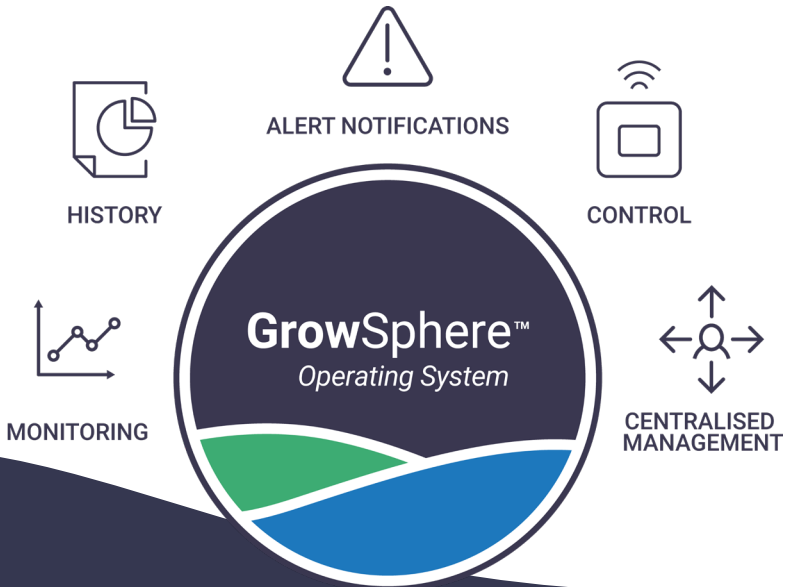 ALERT NOTIFICATIONS
HISTORY
CONTROL
GrowSphere™
Operating System
MONITORING
CENTRALISED
MANAGEMENT